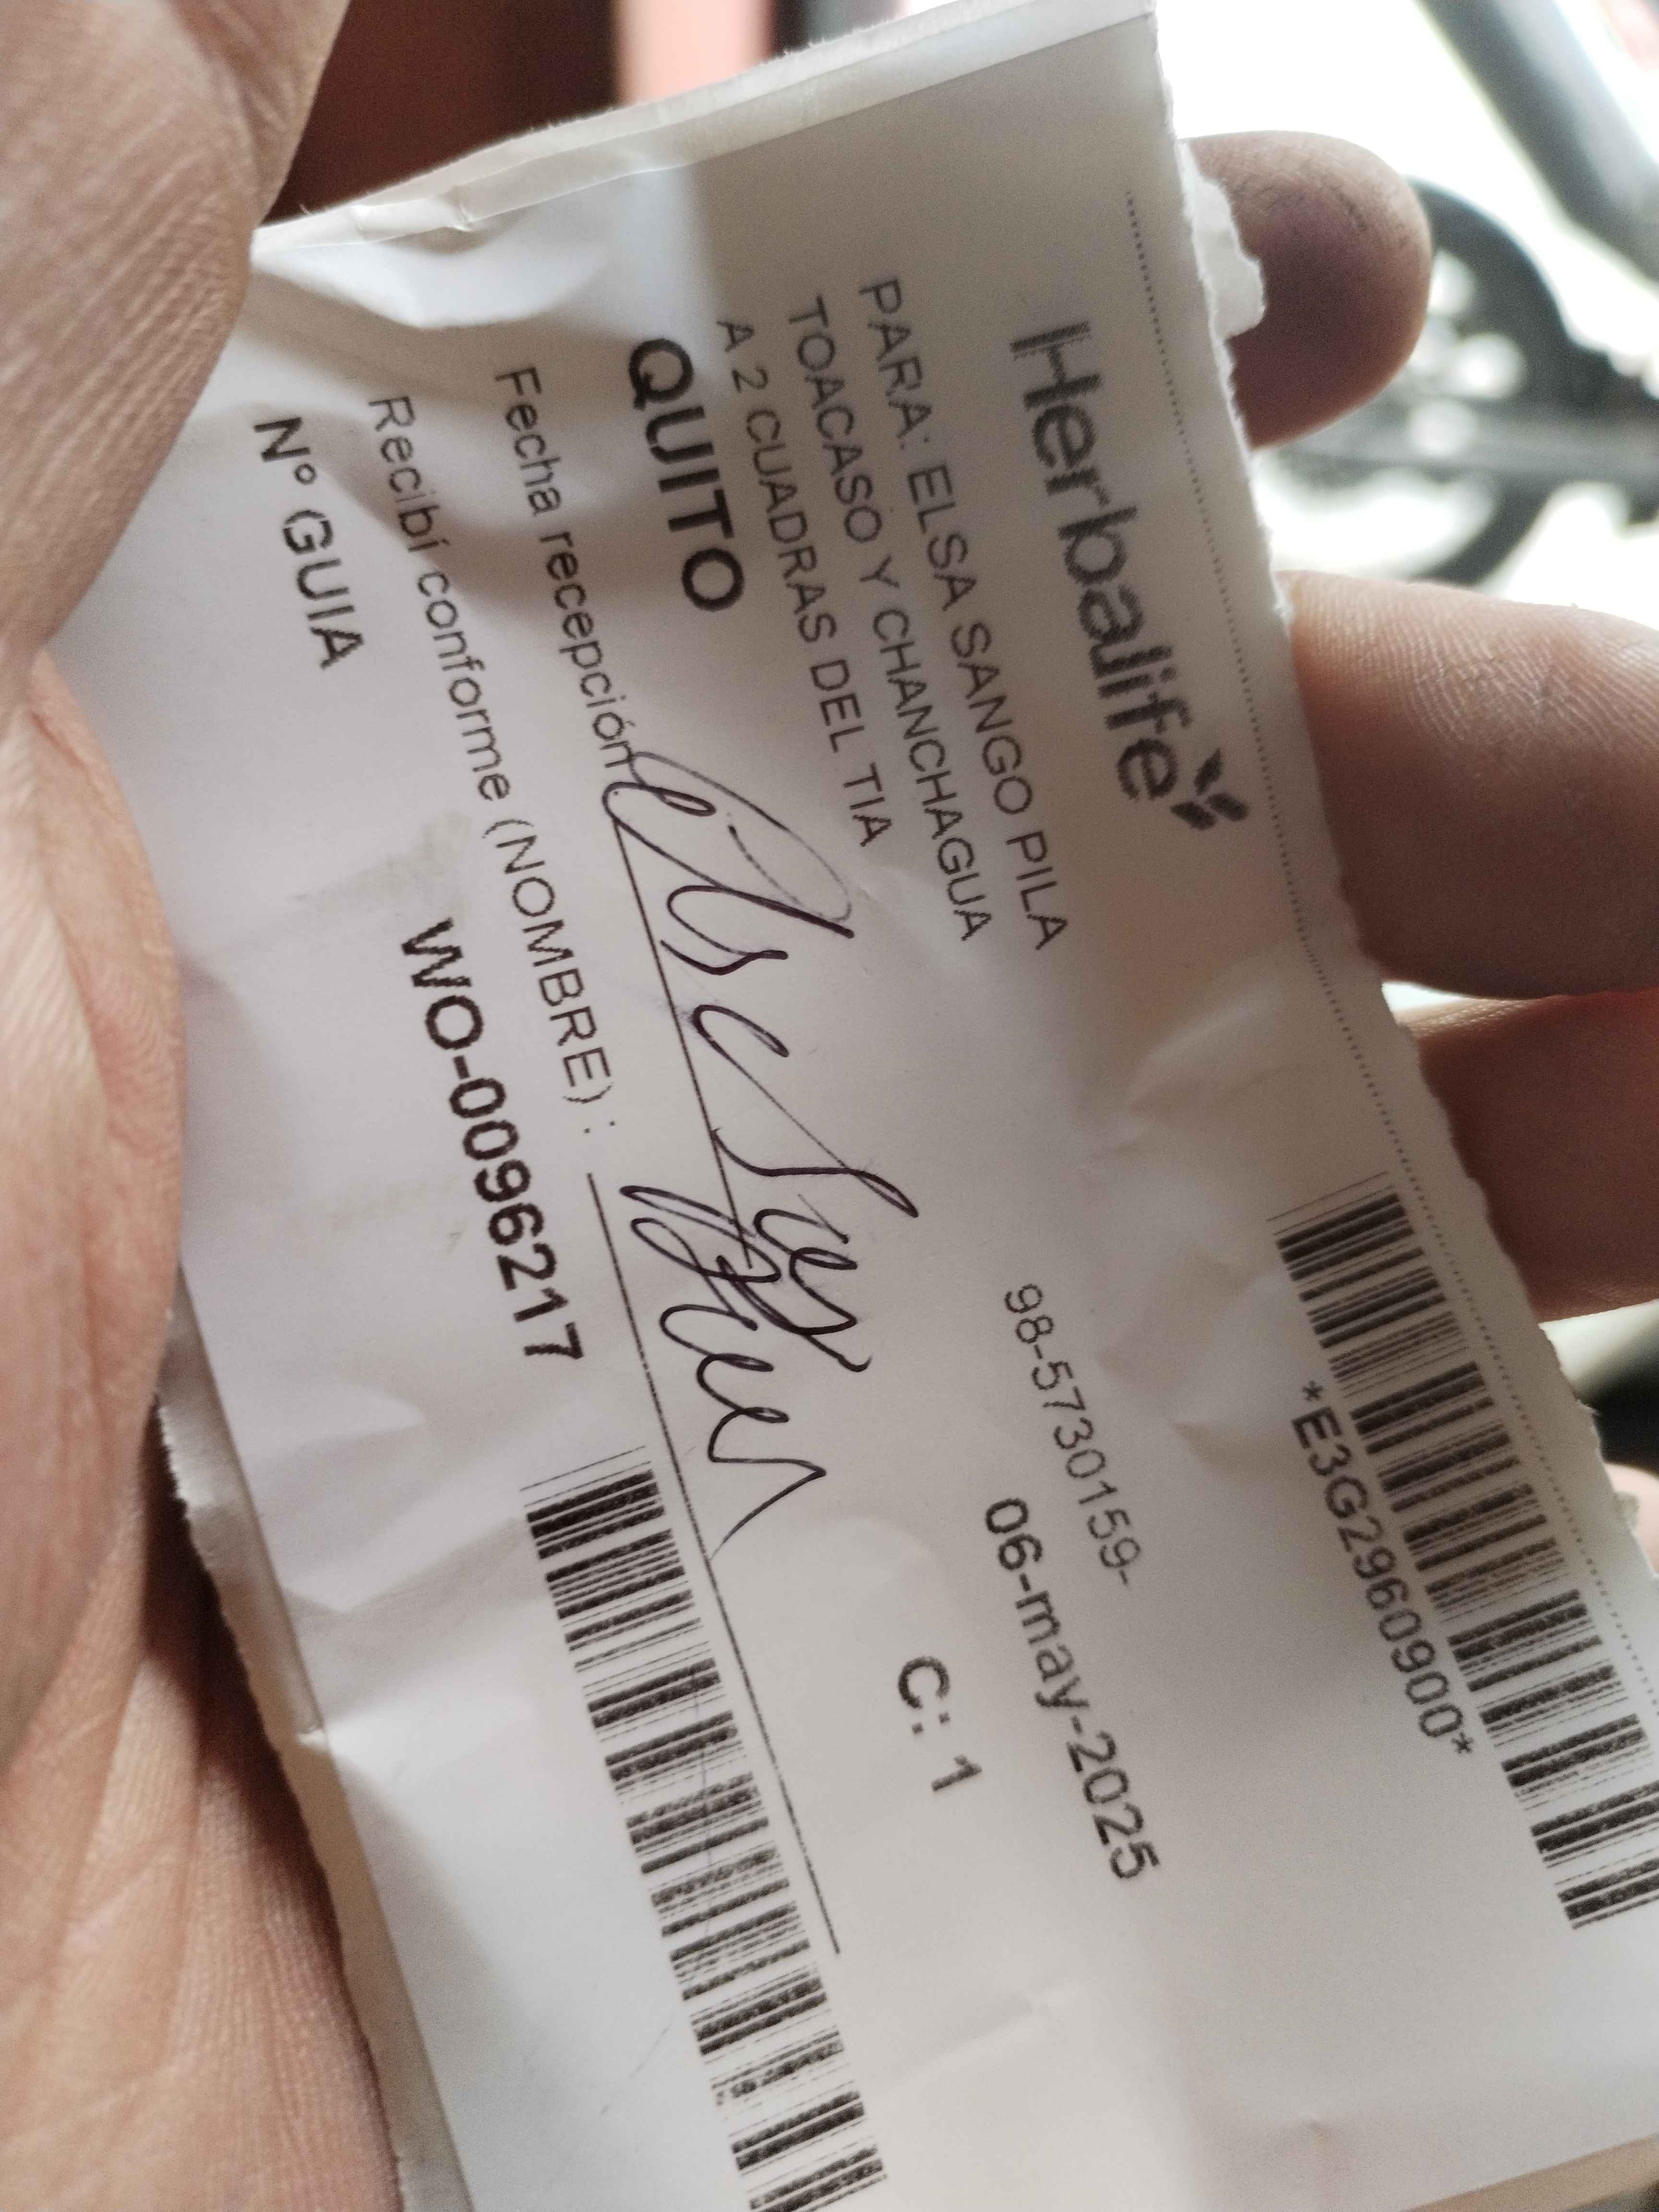 Herbalife
*E3G2960900*
PARA: ELSA SANGO PILA
98-5730159-
TOACASO Y CHANCHAGUA
06-may-2025
A 2 CUADRAS DEL TIA
QUITO
C: 1
Fecha recepción
Recibí conforme (NOMBRE) :
N° GUIA
WO-0096217